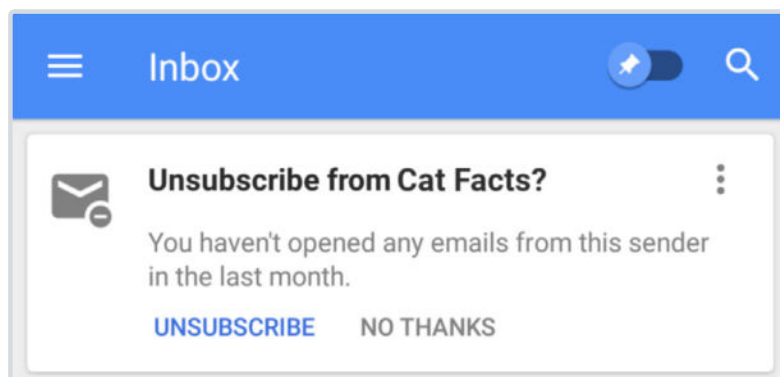 Inbox
Unsubscribe from Cat Facts?
You haven't opened any emails from this sender
in the last month.
UNSUBSCRIBE NO THANKS